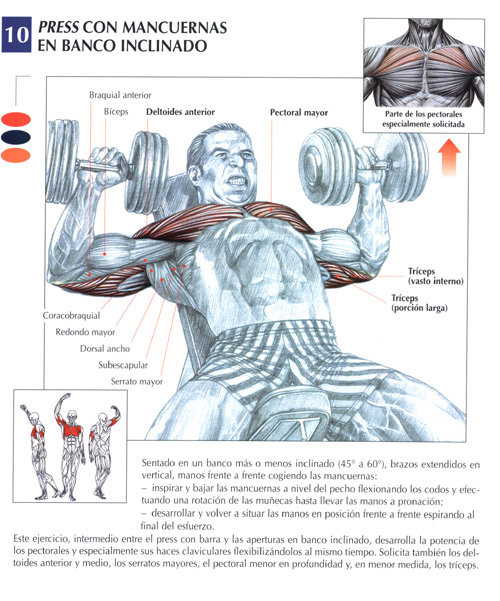 10
PRESS CON MANCUERNAS
EN BANCO INCLINADO
Parte de los pectorales
especialmente solicitada
Braquial anterior
Bíceps
Deltoides anterior
Pectoral mayor
Tríceps
(vasto interno)
Tríceps
(porción larga)
Coracobraquial
Redondo mayor
Dorsal ancho
Subescapular
Serrato mayor
Sentado en un banco más o menos inclinado (45° a 60°), brazos extendidos en
vertical, manos frente a frente cogiendo las mancuernas:
– inspirar y bajar las mancuernas a nivel del pecho flexionando los codos y efec-
tuando una rotación de las muñecas hasta llevar las manos a pronación;
– desarrollar y volver a situar las manos en posición frente a frente espirando al
final del esfuerzo.
Este ejercicio, intermedio entre el press con barra y las aperturas en banco inclinado, desarrolla la potencia de
los pectorales y especialmente sus haces claviculares flexibilizándolos al mismo tiempo. Solicita también los del-
toides anterior y medio, los serratos mayores, el pectoral menor en profundidad y, en menor medida, los tríceps.